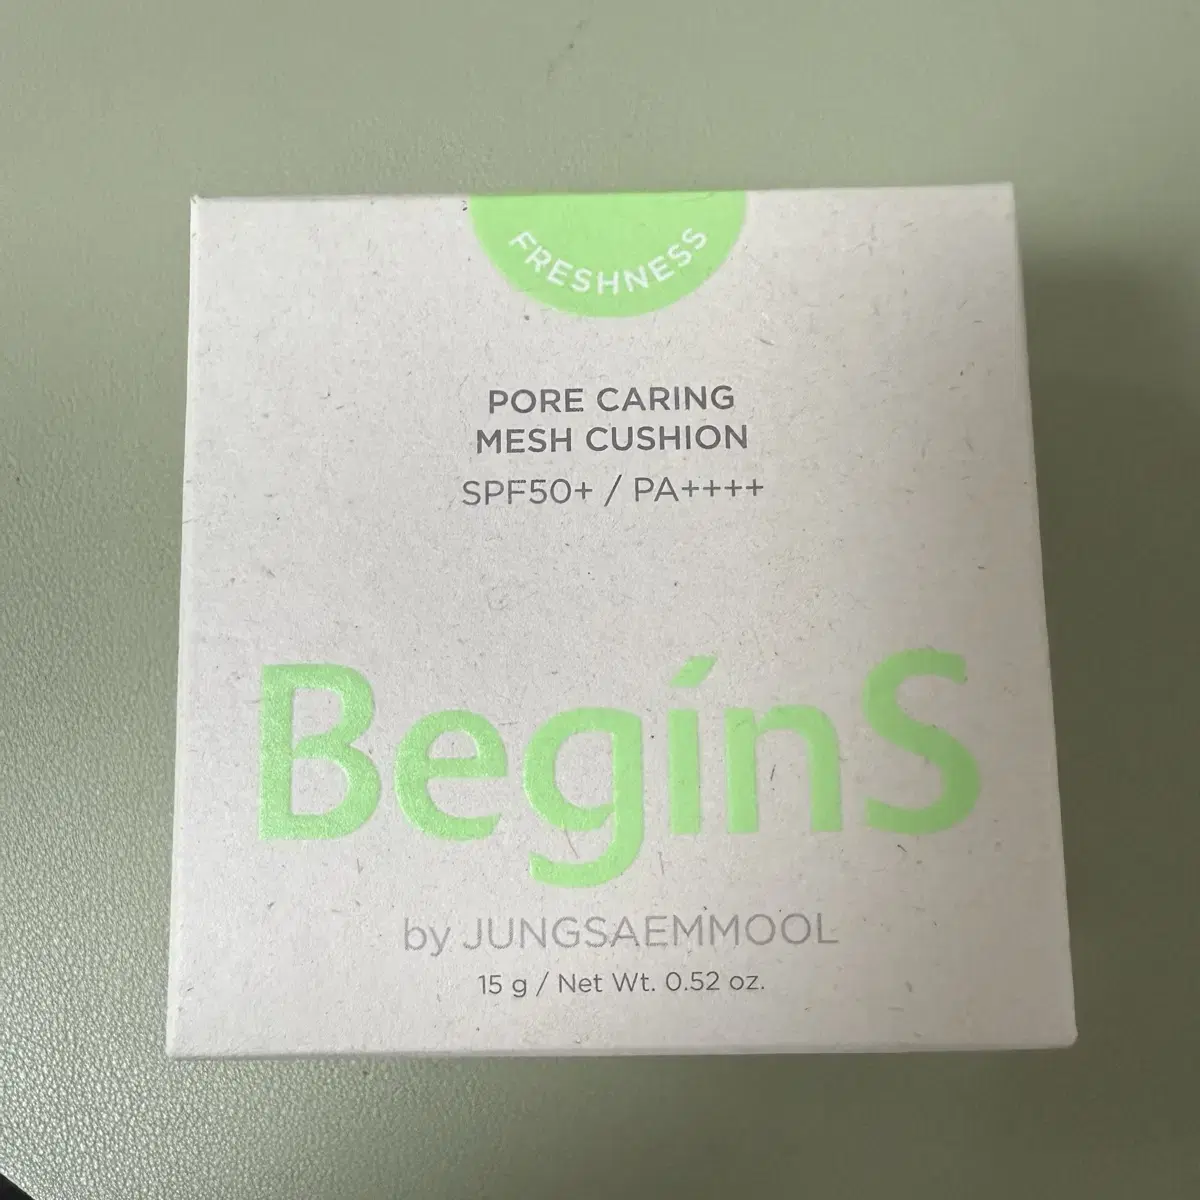 FRESHNESS
PORE CARING
MESH CUSHION
SPF50+ / PA++++
BeginS
by JUNGSAEMMOOL
15 g / Net Wt. 0.52 oz.